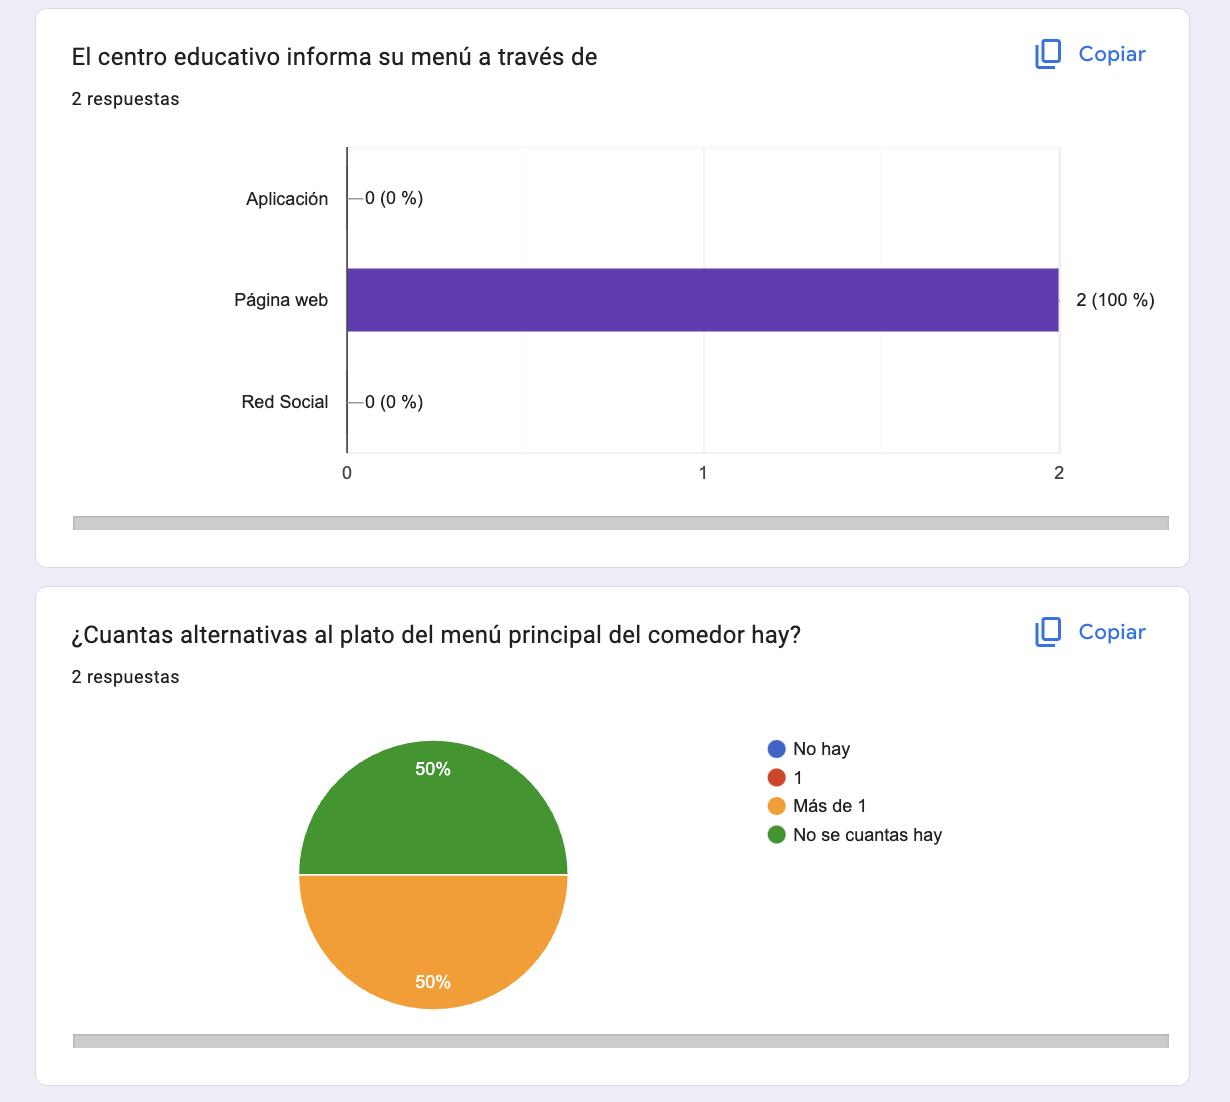 El centro educativo informa su menú a través de
Copiar
2 respuestas
Aplicación
0 (0 %)
Página web
2 (100 %)
Red Social
0 (0 %)
0
1
2
¿Cuantas alternativas al plato del menú principal del comedor hay?
Copiar
2 respuestas
50%
50%
No hay
1
Más de 1
No se cuantas hay